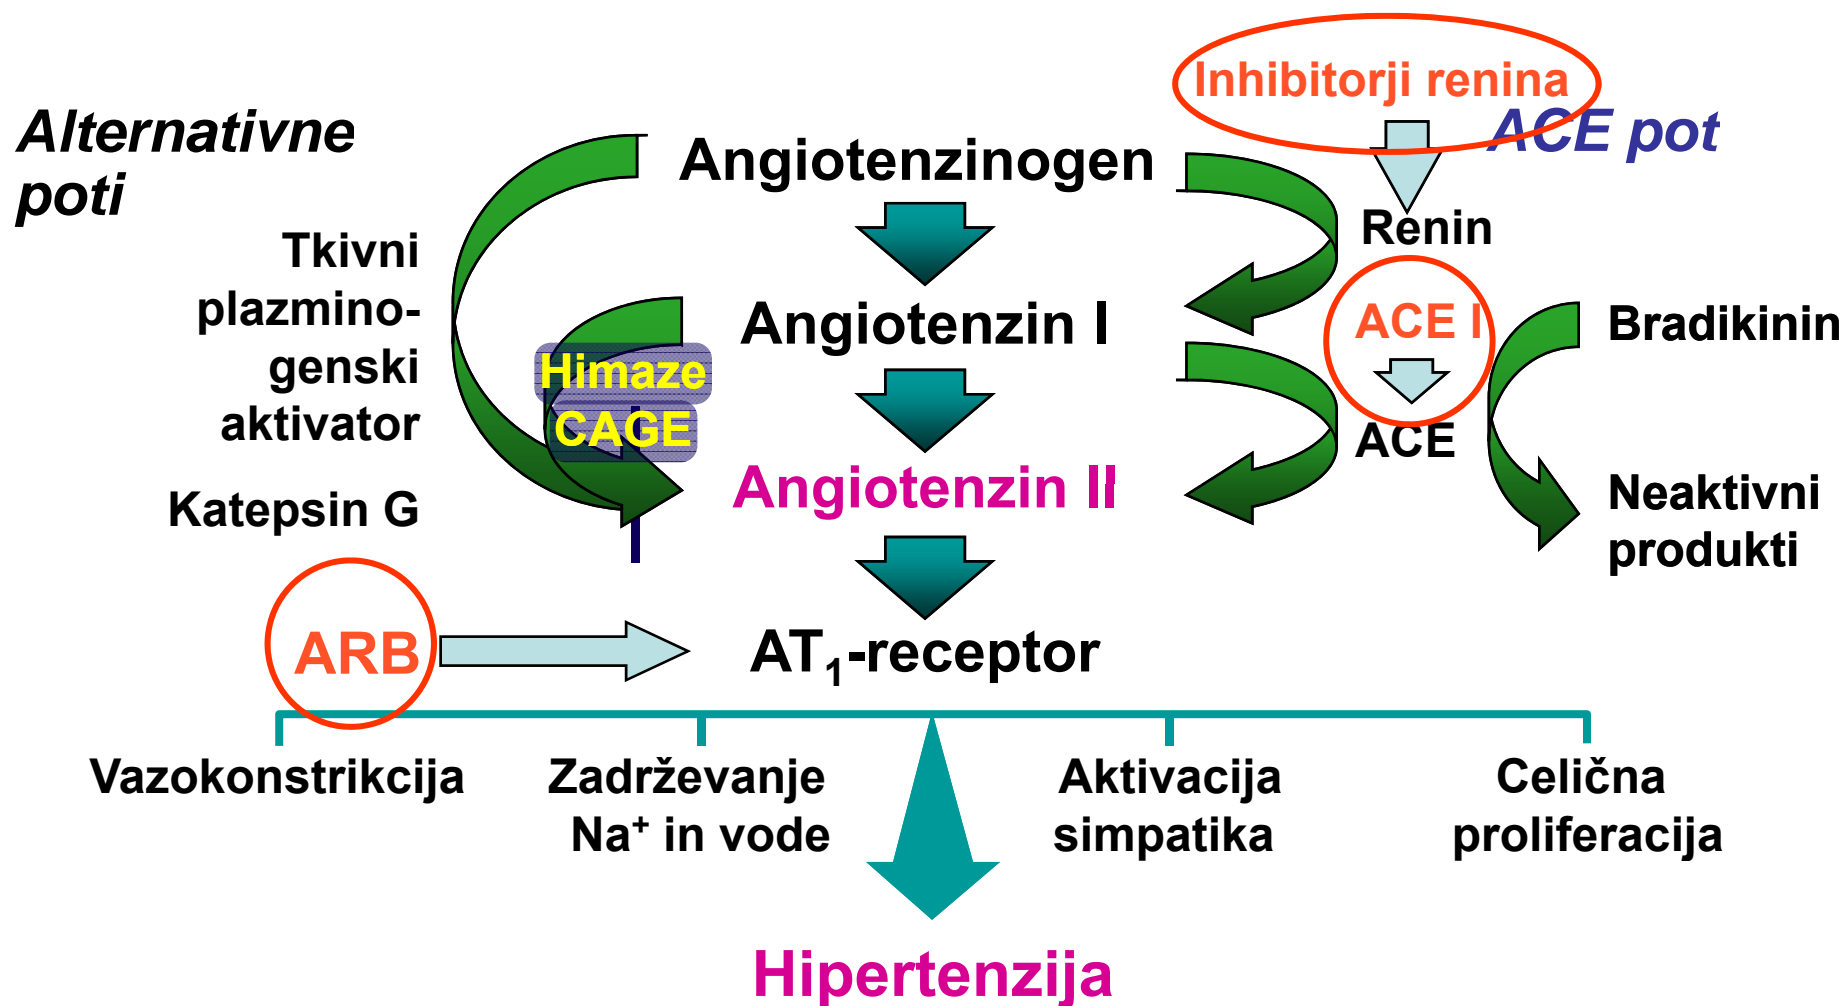 Inhibitorji renina
Alternativne
poti
ACE pot
Angiotenzinogen
Renin
Tkivni
plazmino-
genski
aktivator
Angiotenzin I
ACE I
Bradikinin
Himaze
CAGE
ACE
Angiotenzin II
Katepsin G
Neaktivni
produkti
ARB
AT₁-receptor
Vazokonstrikcija
Zadrževanje
Na⁺ in vode
Aktivacija
simpatika
Celična
proliferacija
Hipertenzija